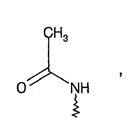 CH₃
O
NH
,